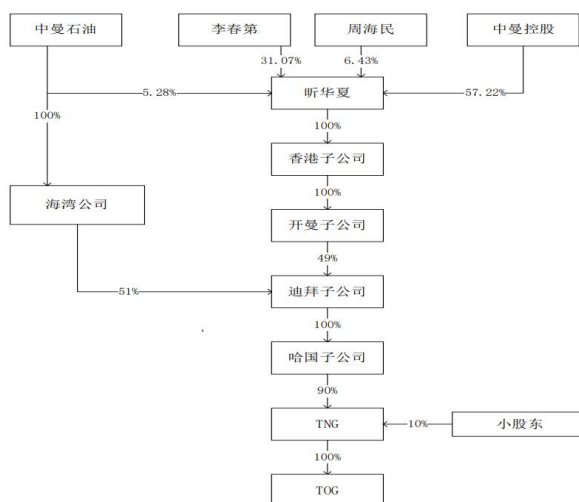 中曼石油
李春第
周海民
中曼控股
31.07%
6.43%
5.28%
昕华夏
57.22%
100%
100%
香港子公司
100%
海湾公司
开曼子公司
49%
51%
迪拜子公司
100%
哈国子公司
90%
TNG
10%
小股东
100%
TOG